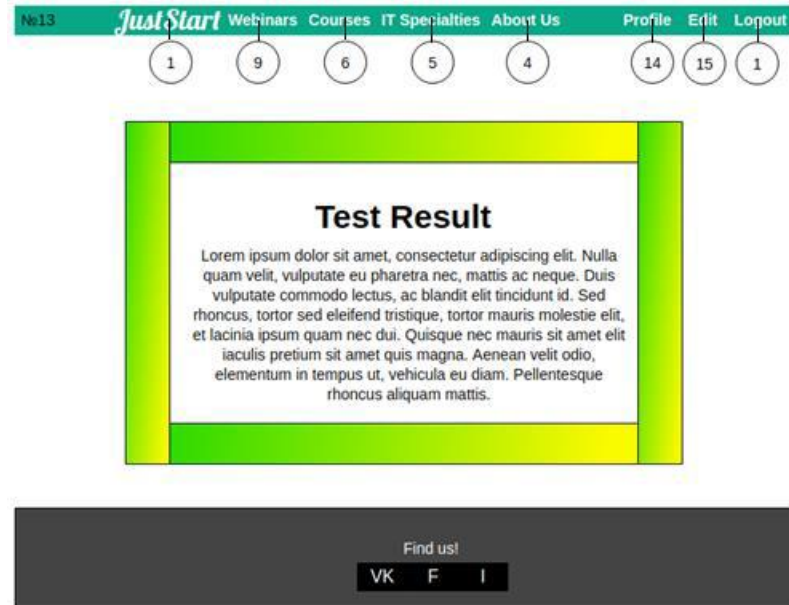 №13 JustStart Webinars Courses IT Specialties About Us Profile Edit Logout
1 9 6 5 4 14 15 1
Test Result
Lorem ipsum dolor sit amet, consectetur adipiscing elit. Nulla
quam velit, vulputate eu pharetra nec, mattis ac neque. Duis
vulputate commodo lectus, ac blandit elit tincidunt id. Sed
rhoncus, tortor sed eleifend tristique, tortor mauris molestie elit,
et lacinia ipsum quam nec dui. Quisque nec mauris sit amet elit
iaculis pretium sit amet quis magna. Aenean velit odio,
elementum in tempus ut, vehicula eu diam. Pellentesque
rhoncus aliquam mattis.
Find us!
VK F I